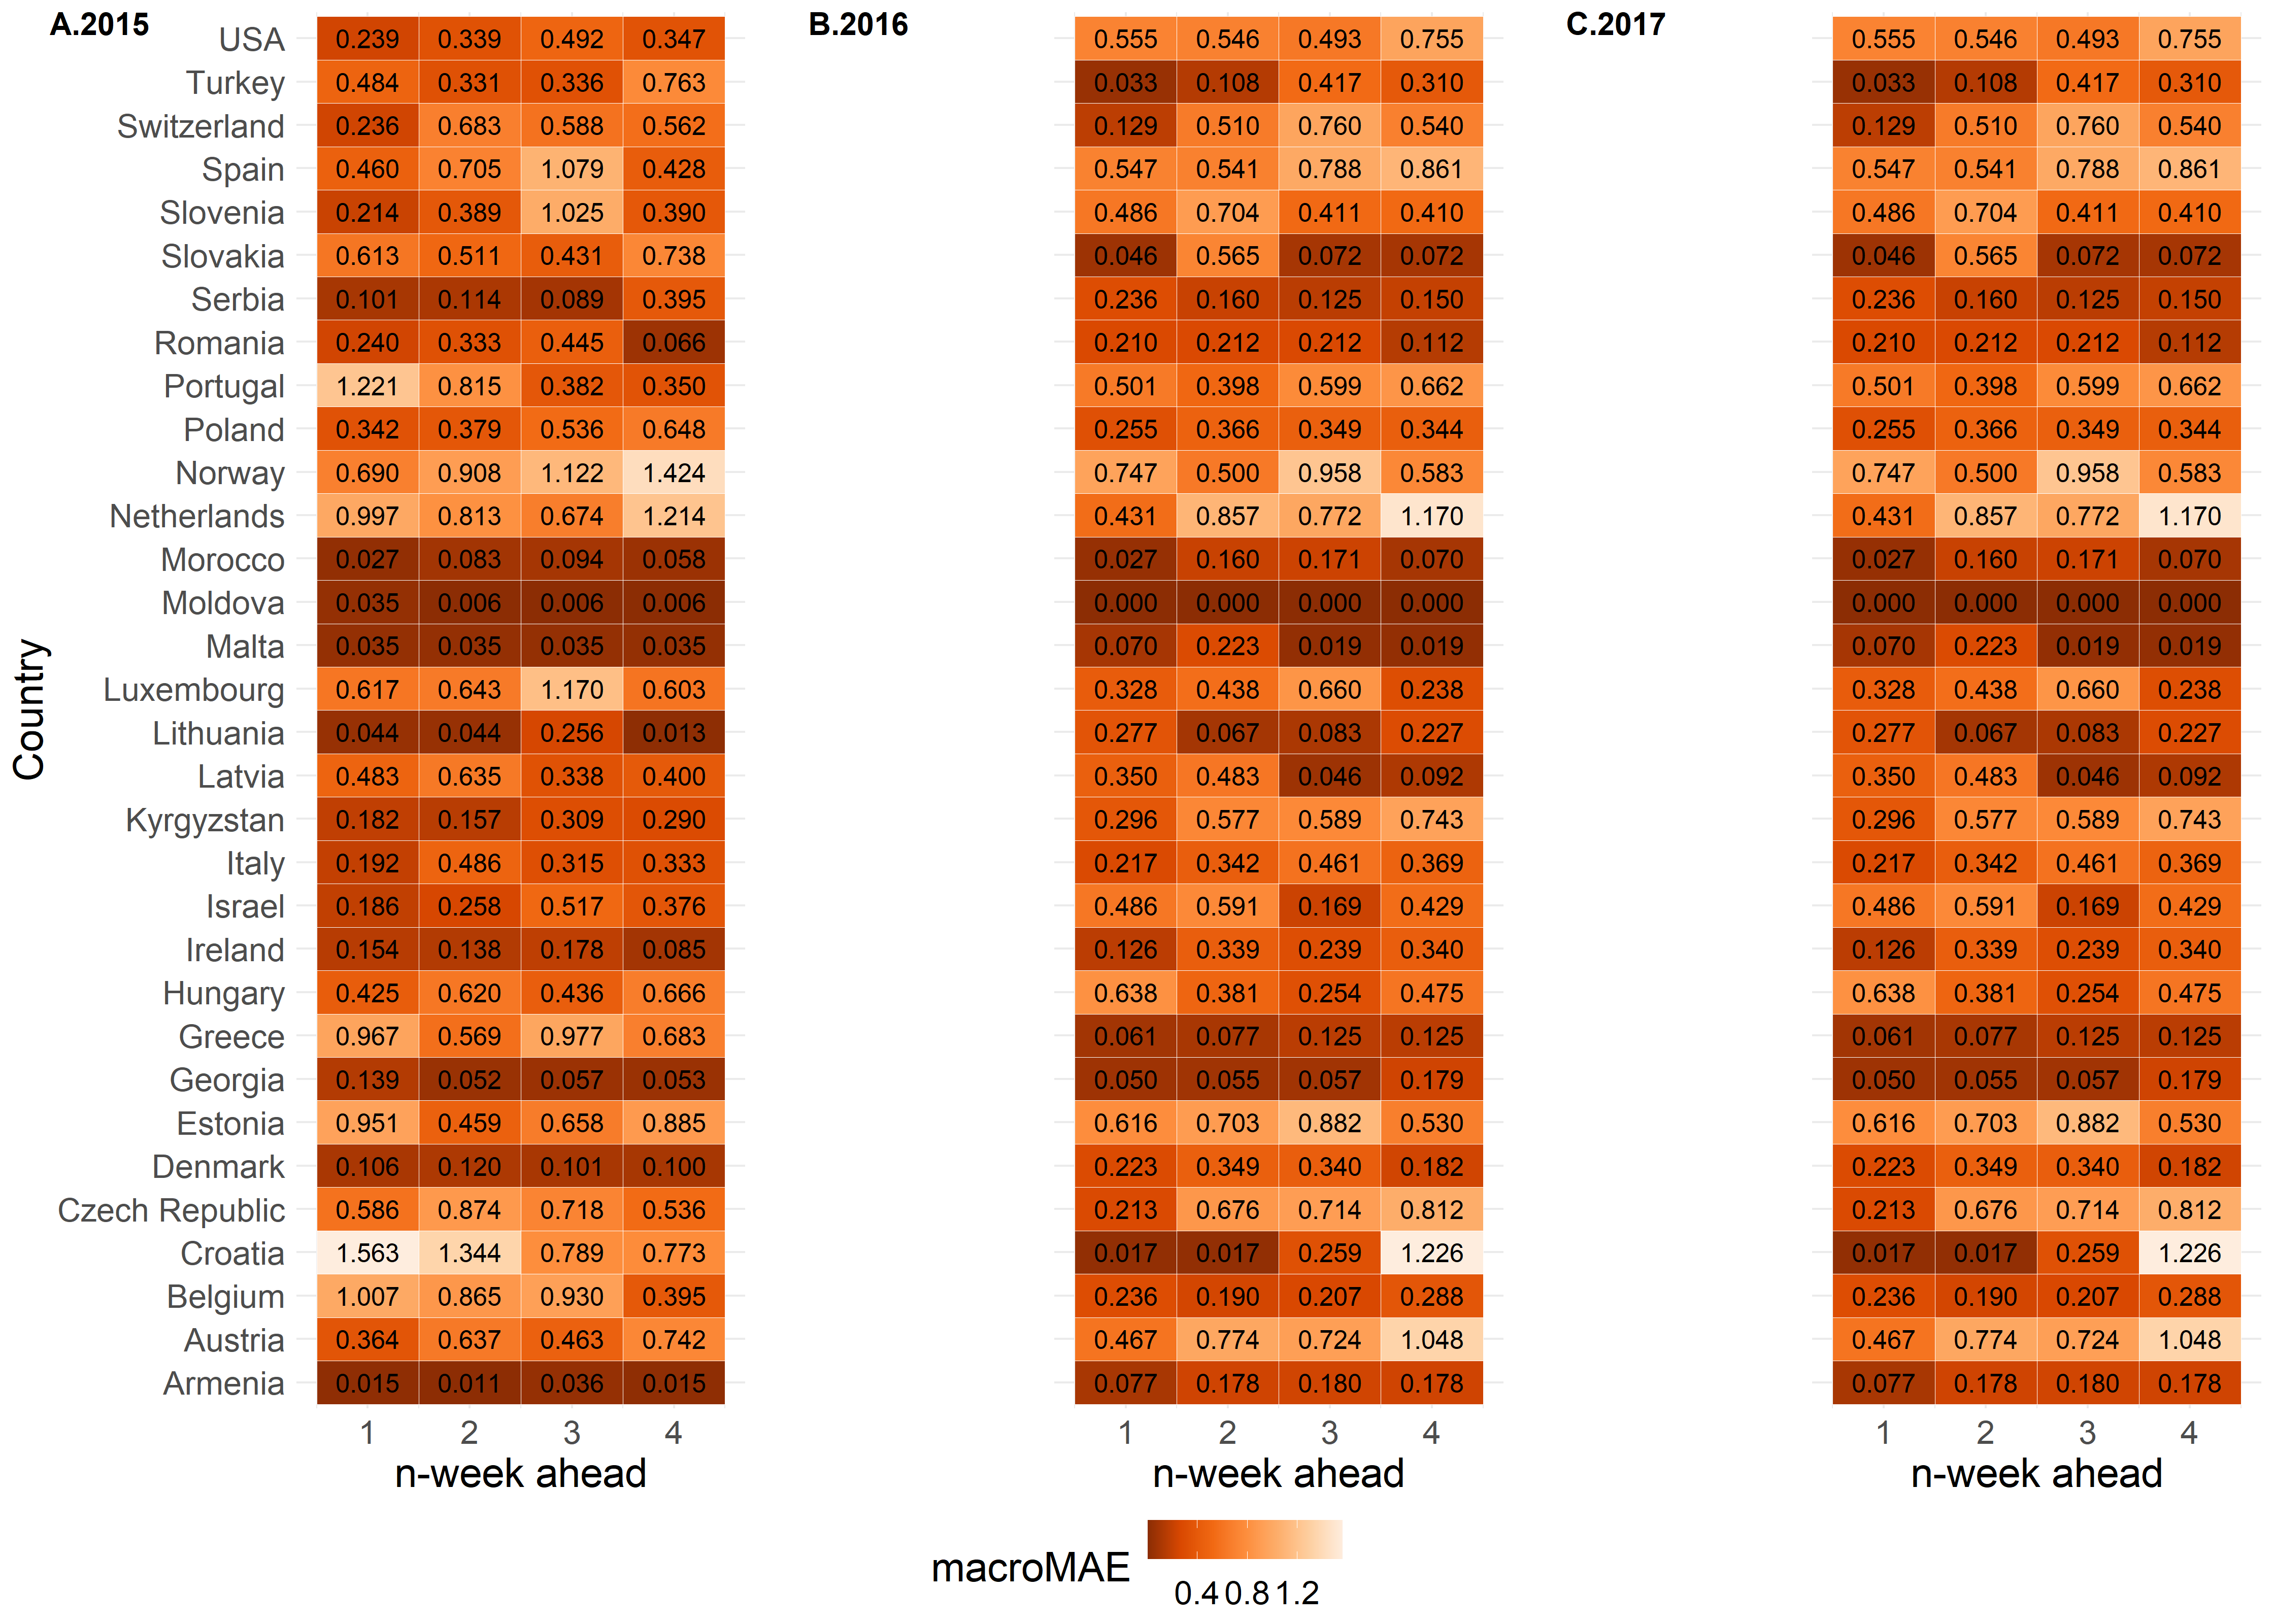 A.2015 B.2016 C.2017
USA 0.239 0.339 0.492 0.347 0.555 0.546 0.493 0.755 0.555 0.546 0.493 0.755
Turkey 0.484 0.331 0.336 0.763 0.033 0.108 0.417 0.310 0.033 0.108 0.417 0.310
Switzerland 0.236 0.683 0.588 0.562 0.129 0.510 0.760 0.540 0.129 0.510 0.760 0.540
Spain 0.460 0.705 1.079 0.428 0.547 0.541 0.788 0.861 0.547 0.541 0.788 0.861
Slovenia 0.214 0.389 1.025 0.390 0.486 0.704 0.411 0.410 0.486 0.704 0.411 0.410
Slovakia 0.613 0.511 0.431 0.738 0.046 0.565 0.072 0.072 0.046 0.565 0.072 0.072
Serbia 0.101 0.114 0.089 0.395 0.236 0.160 0.125 0.150 0.236 0.160 0.125 0.150
Romania 0.240 0.333 0.445 0.066 0.210 0.212 0.212 0.112 0.210 0.212 0.212 0.112
Portugal 1.221 0.815 0.382 0.350 0.501 0.398 0.599 0.662 0.501 0.398 0.599 0.662
Poland 0.342 0.379 0.536 0.648 0.255 0.366 0.349 0.344 0.255 0.366 0.349 0.344
Norway 0.690 0.908 1.122 1.424 0.747 0.500 0.958 0.583 0.747 0.500 0.958 0.583
Netherlands 0.997 0.813 0.674 1.214 0.431 0.857 0.772 1.170 0.431 0.857 0.772 1.170
Morocco 0.027 0.083 0.094 0.058 0.027 0.160 0.171 0.070 0.027 0.160 0.171 0.070
Moldova 0.035 0.006 0.006 0.006 0.000 0.000 0.000 0.000 0.000 0.000 0.000 0.000
Malta 0.035 0.035 0.035 0.035 0.070 0.223 0.019 0.019 0.070 0.223 0.019 0.019
Luxembourg 0.617 0.643 1.170 0.603 0.328 0.438 0.660 0.238 0.328 0.438 0.660 0.238
Lithuania 0.044 0.044 0.256 0.013 0.277 0.067 0.083 0.227 0.277 0.067 0.083 0.227
Latvia 0.483 0.635 0.338 0.400 0.350 0.483 0.046 0.092 0.350 0.483 0.046 0.092
Kyrgyzstan 0.182 0.157 0.309 0.290 0.296 0.577 0.589 0.743 0.296 0.577 0.589 0.743
Italy 0.192 0.486 0.315 0.333 0.217 0.342 0.461 0.369 0.217 0.342 0.461 0.369
Israel 0.186 0.258 0.517 0.376 0.486 0.591 0.169 0.429 0.486 0.591 0.169 0.429
Ireland 0.154 0.138 0.178 0.085 0.126 0.339 0.239 0.340 0.126 0.339 0.239 0.340
Hungary 0.425 0.620 0.436 0.666 0.638 0.381 0.254 0.475 0.638 0.381 0.254 0.475
Greece 0.967 0.569 0.977 0.683 0.061 0.077 0.125 0.125 0.061 0.077 0.125 0.125
Georgia 0.139 0.052 0.057 0.053 0.050 0.055 0.057 0.179 0.050 0.055 0.057 0.179
Estonia 0.951 0.459 0.658 0.885 0.616 0.703 0.882 0.530 0.616 0.703 0.882 0.530
Denmark 0.106 0.120 0.101 0.100 0.223 0.349 0.340 0.182 0.223 0.349 0.340 0.182
Czech Republic 0.586 0.874 0.718 0.536 0.213 0.676 0.714 0.812 0.213 0.676 0.714 0.812
Croatia 1.563 1.344 0.789 0.773 0.017 0.017 0.259 1.226 0.017 0.017 0.259 1.226
Belgium 1.007 0.865 0.930 0.395 0.236 0.190 0.207 0.288 0.236 0.190 0.207 0.288
Austria 0.364 0.637 0.463 0.742 0.467 0.774 0.724 1.048 0.467 0.774 0.724 1.048
Armenia 0.015 0.011 0.036 0.015 0.077 0.178 0.180 0.178 0.077 0.178 0.180 0.178
Country
1 2 3 4 1 2 3 4 1 2 3 4
n-week ahead n-week ahead n-week ahead
macroMAE
0.4 0.8 1.2